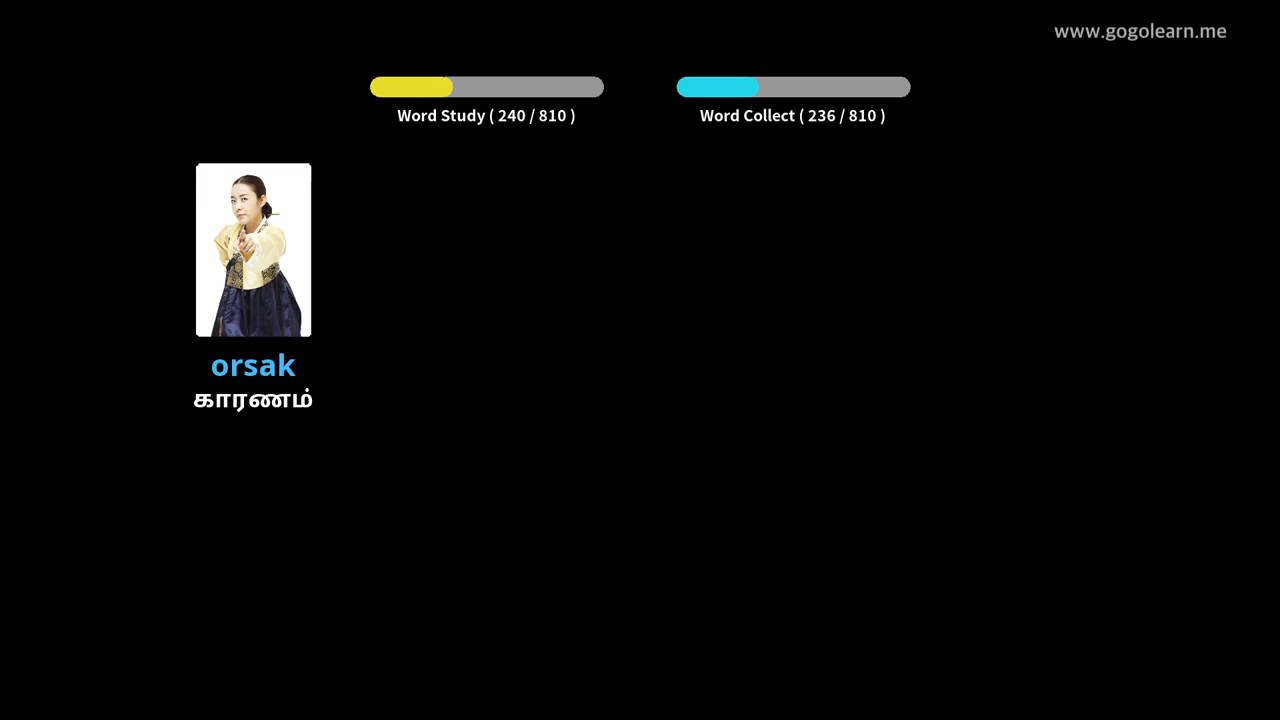 www.gogolearn.me
Word Study ( 240 / 810 )
Word Collect ( 236 / 810 )
orsak
காரணம்